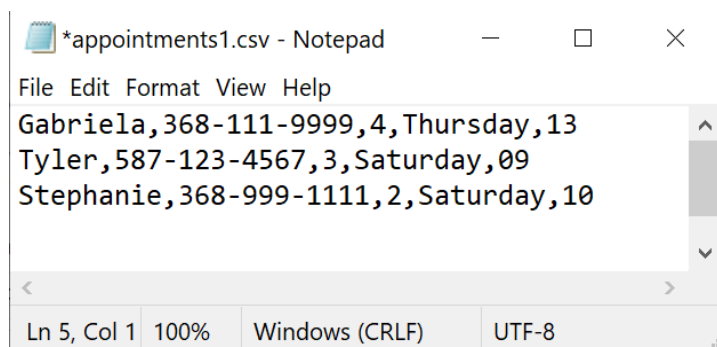 *appointments1.csv - Notepad
File Edit Format View Help
Gabriela,368-111-9999,4,Thursday,13
Tyler,587-123-4567,3,Saturday,09
Stephanie,368-999-1111,2,Saturday,10
Ln 5, Col 1 100% Windows (CRLF) UTF-8